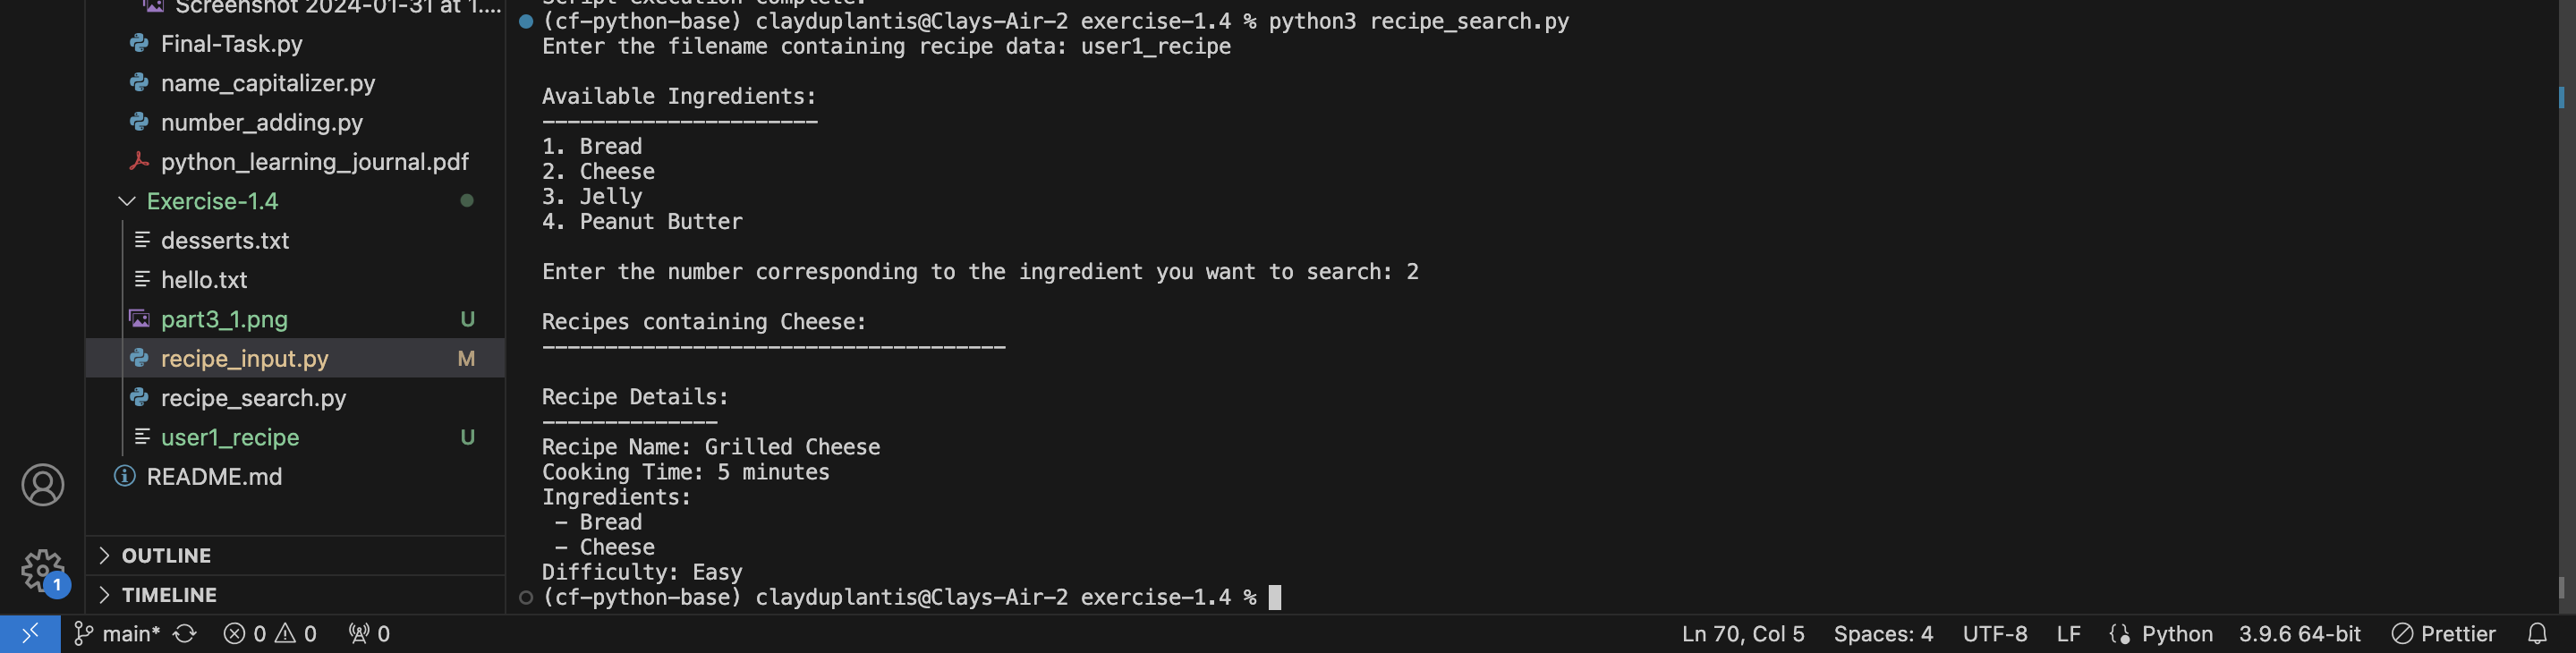 Screenshot 2024-01-31 at 1....
Final-Task.py
name_capitalizer.py
number_adding.py
python_learning_journal.pdf
Exercise-1.4
desserts.txt
hello.txt
part3_1.png U
recipe_input.py M
recipe_search.py
user1_recipe U
README.md
OUTLINE
TIMELINE
1
Script execution complete.
(cf-python-base) clayduplantis@Clays-Air-2 exercise-1.4 % python3 recipe_search.py
Enter the filename containing recipe data: user1_recipe
Available Ingredients:
----------------------
1. Bread
2. Cheese
3. Jelly
4. Peanut Butter
Enter the number corresponding to the ingredient you want to search: 2
Recipes containing Cheese:
-------------------------------------
Recipe Details:
--------------
Recipe Name: Grilled Cheese
Cooking Time: 5 minutes
Ingredients:
- Bread
- Cheese
Difficulty: Easy
(cf-python-base) clayduplantis@Clays-Air-2 exercise-1.4 %
main* 0 0 0 Ln 70, Col 5 Spaces: 4 UTF-8 LF Python 3.9.6 64-bit Prettier